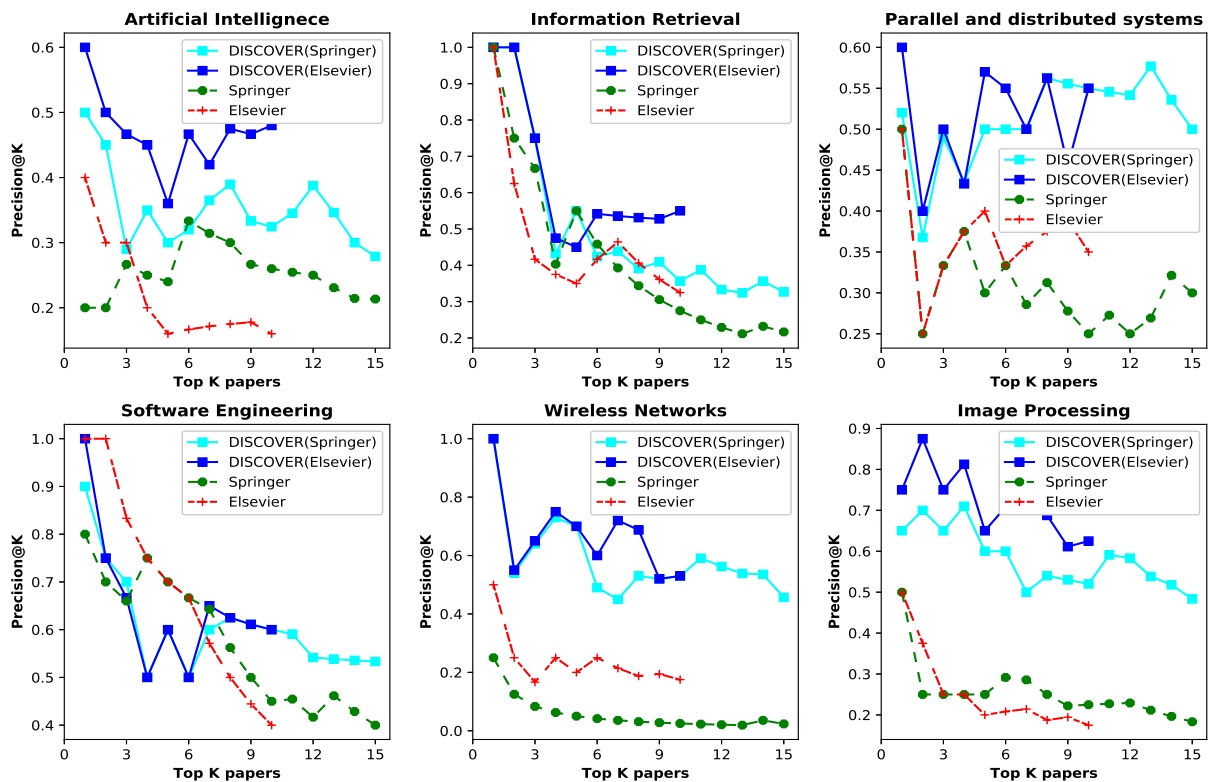 Artificial Intellignece
Precision@K
0.6
0.5
0.4
0.3
0.2
DISCOVER(Springer)
DISCOVER(Elsevier)
Springer
Elsevier
0 3 6 9 12 15
Top K papers
Information Retrieval
Precision@K
1.0
0.9
0.8
0.7
0.6
0.5
0.4
0.3
0.2
DISCOVER(Springer)
DISCOVER(Elsevier)
Springer
Elsevier
0 3 6 9 12 15
Top K papers
Parallel and distributed systems
Precision@K
0.60
0.55
0.50
0.45
0.40
0.35
0.30
0.25
DISCOVER(Springer)
DISCOVER(Elsevier)
Springer
Elsevier
0 3 6 9 12 15
Top K papers
Software Engineering
Precision@K
1.0
0.9
0.8
0.7
0.6
0.5
0.4
DISCOVER(Springer)
DISCOVER(Elsevier)
Springer
Elsevier
0 3 6 9 12 15
Top K papers
Wireless Networks
Precision@K
1.0
0.8
0.6
0.4
0.2
0.0
DISCOVER(Springer)
DISCOVER(Elsevier)
Springer
Elsevier
0 3 6 9 12 15
Top K papers
Image Processing
Precision@K
0.9
0.8
0.7
0.6
0.5
0.4
0.3
0.2
DISCOVER(Springer)
DISCOVER(Elsevier)
Springer
Elsevier
0 3 6 9 12 15
Top K papers